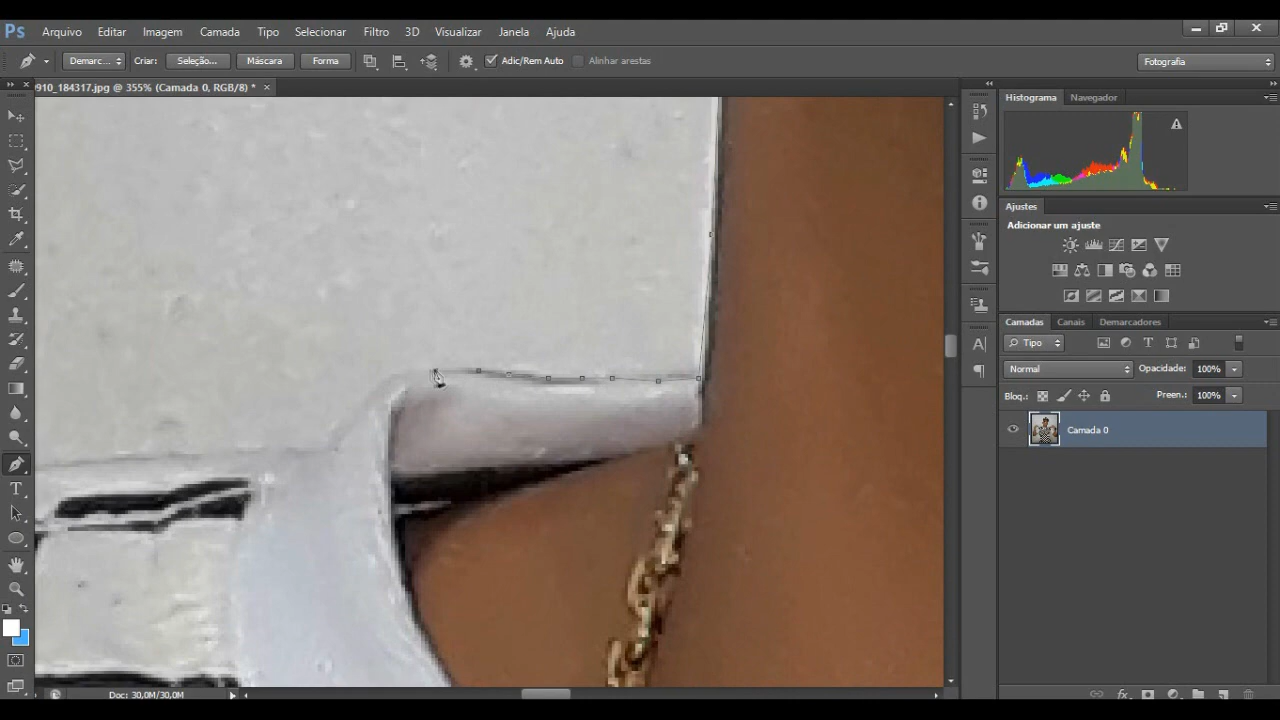 Ps Arquivo Editar Imagem Camada Tipo Selecionar Filtro 3D Visualizar Janela Ajuda
Demarc... Criar: Seleção... Máscara Forma Adic/Rem Auto Alinhar arestas Fotografia
0910_184317.jpg @ 355% (Camada 0, RGB/8) * ×
Histograma Navegador
Ajustes
Adicionar um ajuste
Camadas Canais Demarcadores
Tipo
Normal Opacidade: 100%
Bloq.: Preen.: 100%
Camada 0
Doc: 30,0M/30,0M